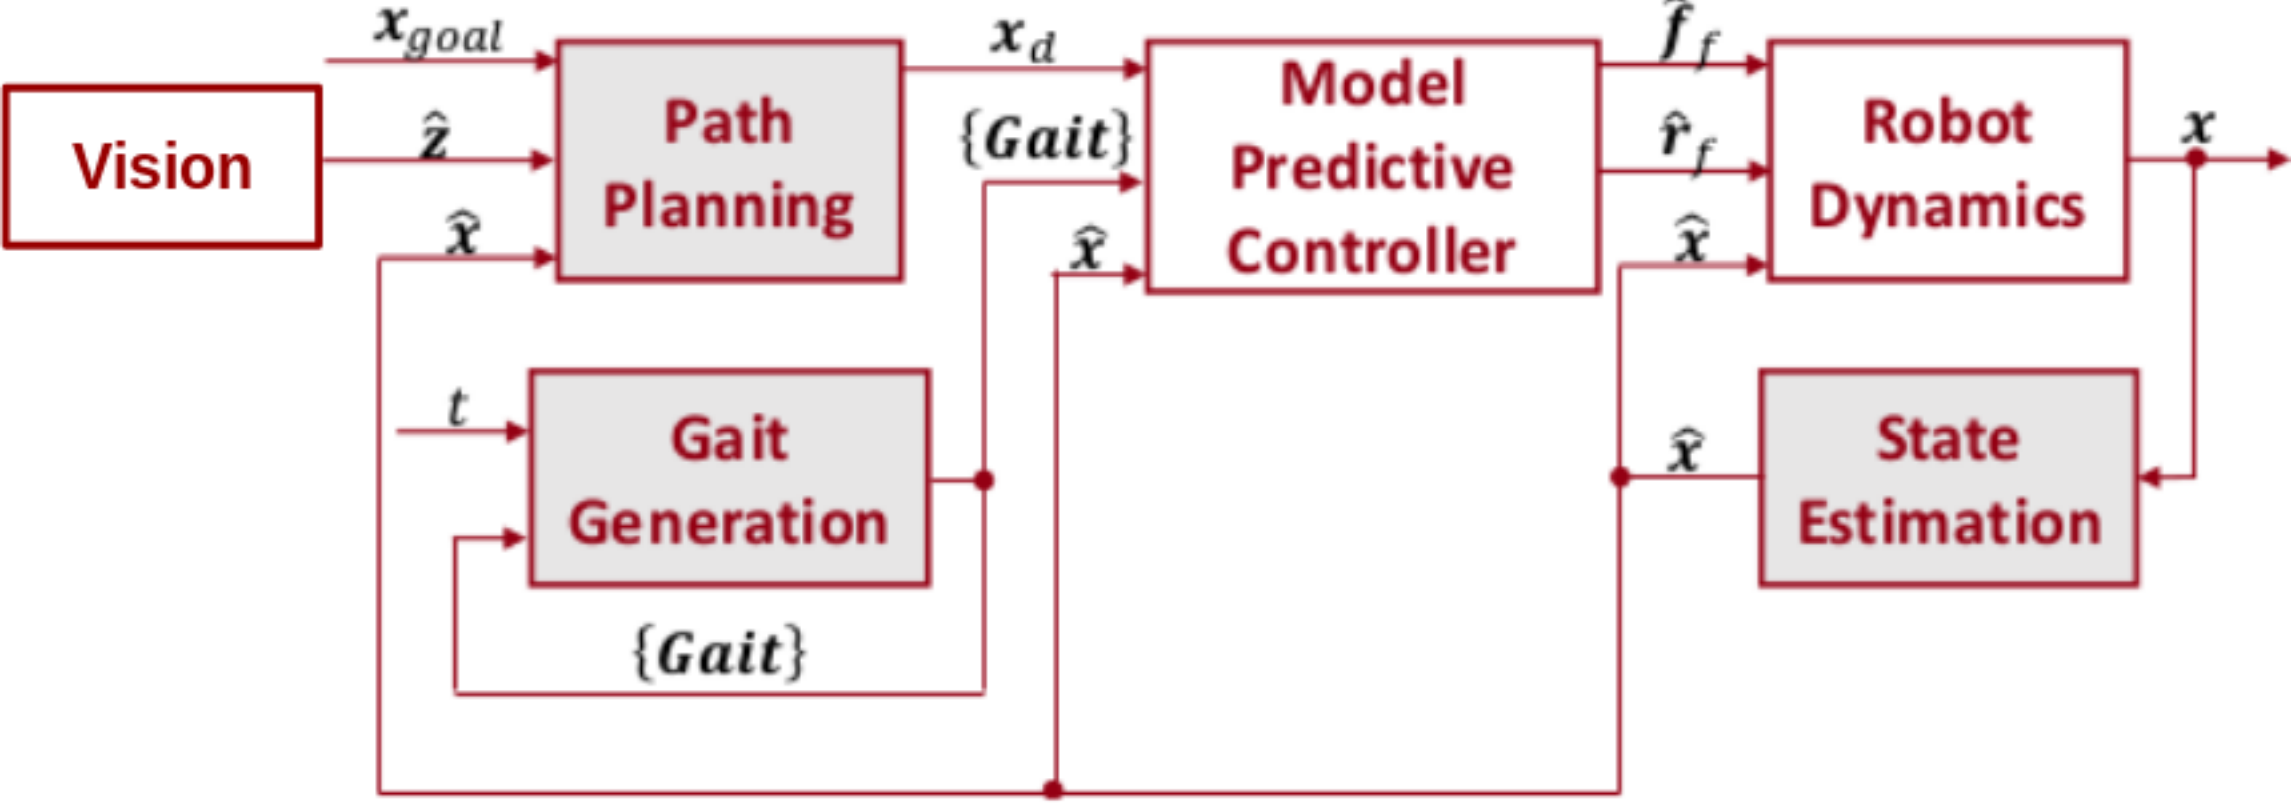 x_goal
Vision
ẑ
x̂
Path
Planning
x_d
{Gait}
x̂
Model
Predictive
Controller
f̂_f
r̂_f
x̂
Robot
Dynamics
x
t
Gait
Generation
{Gait}
x̂
State
Estimation